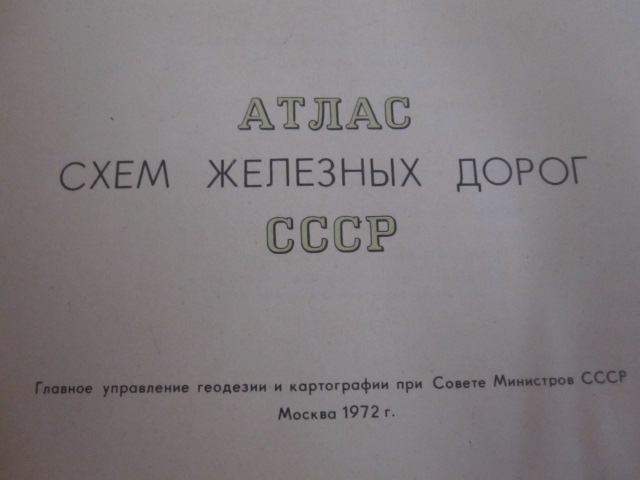 АТЛАС
СХЕМ ЖЕЛЕЗНЫХ ДОРОГ
СССР
Главное управление геодезии и картографии при Совете Министров СССР
Москва 1972 г.